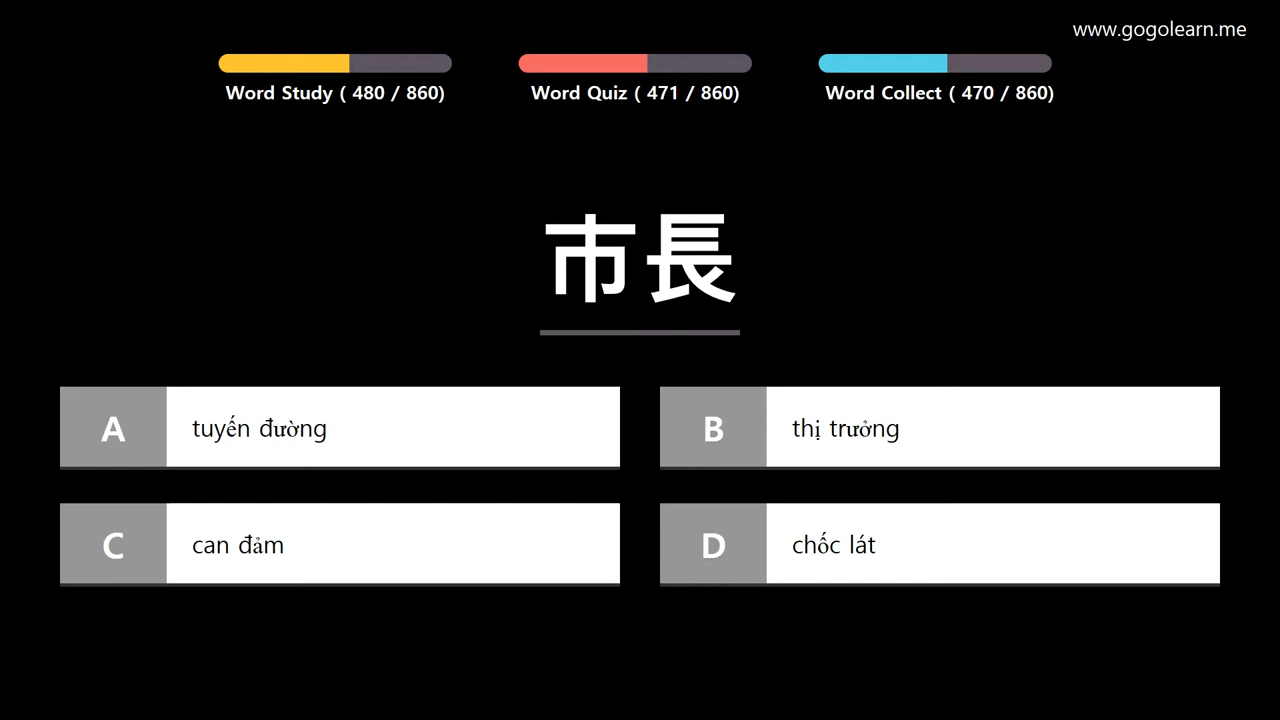 www.gogolearn.me
Word Study ( 480 / 860)
Word Quiz ( 471 / 860)
Word Collect ( 470 / 860)
市長
A tuyến đường
B thị trưởng
C can đảm
D chốc lát